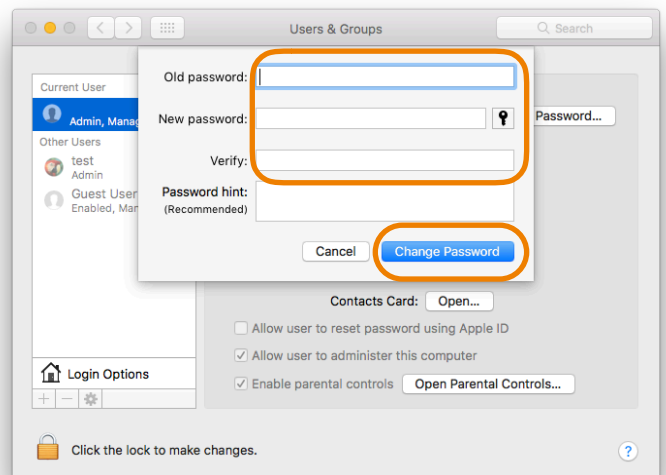 Users & Groups
Search
Current User
Admin, Manag
Other Users
test
Admin
Guest User
Enabled, Mar
Old password:
New password:
Verify:
Password hint:
(Recommended)
Password...
Cancel
Change Password
Contacts Card:
Open...
Allow user to reset password using Apple ID
Allow user to administer this computer
Enable parental controls
Open Parental Controls...
Login Options
Click the lock to make changes.
?